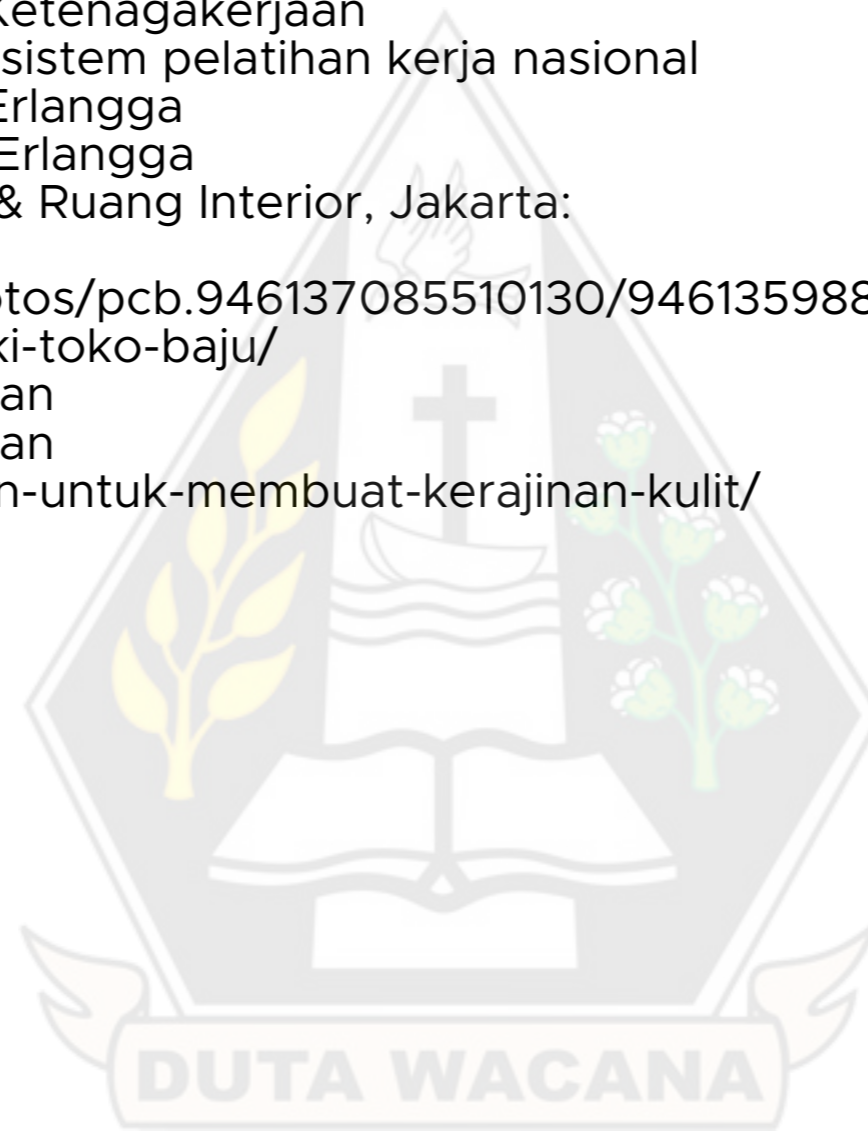 Ketenagakerjaan
sistem pelatihan kerja nasional
Erlangga
Erlangga
& Ruang Interior, Jakarta:
otos/pcb.946137085510130/946135988
ki-toko-baju/
an
an
n-untuk-membuat-kerajinan-kulit/
DUTA WACANA